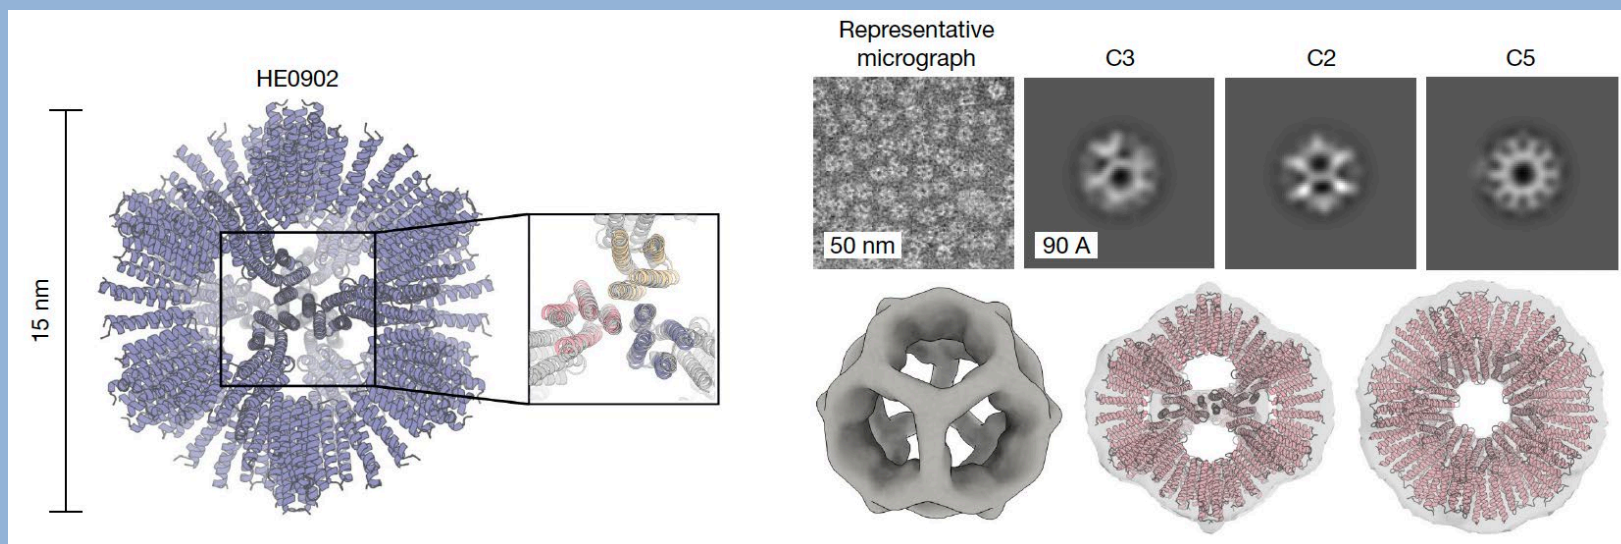 HE0902
15 nm
Representative
micrograph
C3
C2
C5
50 nm
90 A